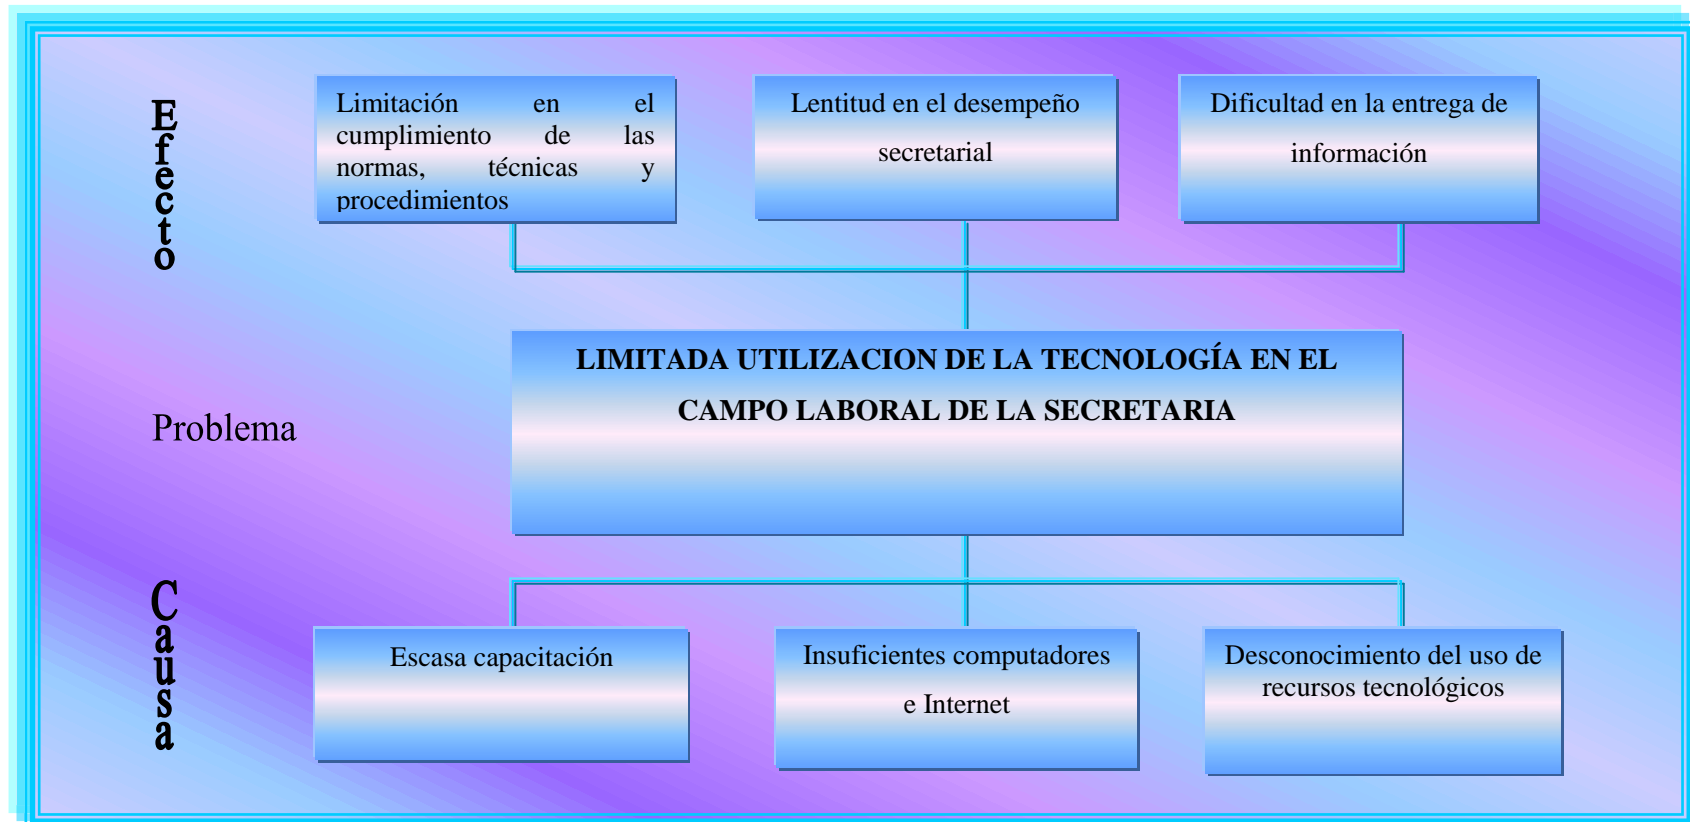 Efecto
Limitación en el
cumplimiento de las
normas, técnicas y
procedimientos
Lentitud en el desempeño
secretarial
Dificultad en la entrega de
información
Problema
LIMITADA UTILIZACION DE LA TECNOLOGÍA EN EL
CAMPO LABORAL DE LA SECRETARIA
Causa
Escasa capacitación
Insuficientes computadores
e Internet
Desconocimiento del uso de
recursos tecnológicos